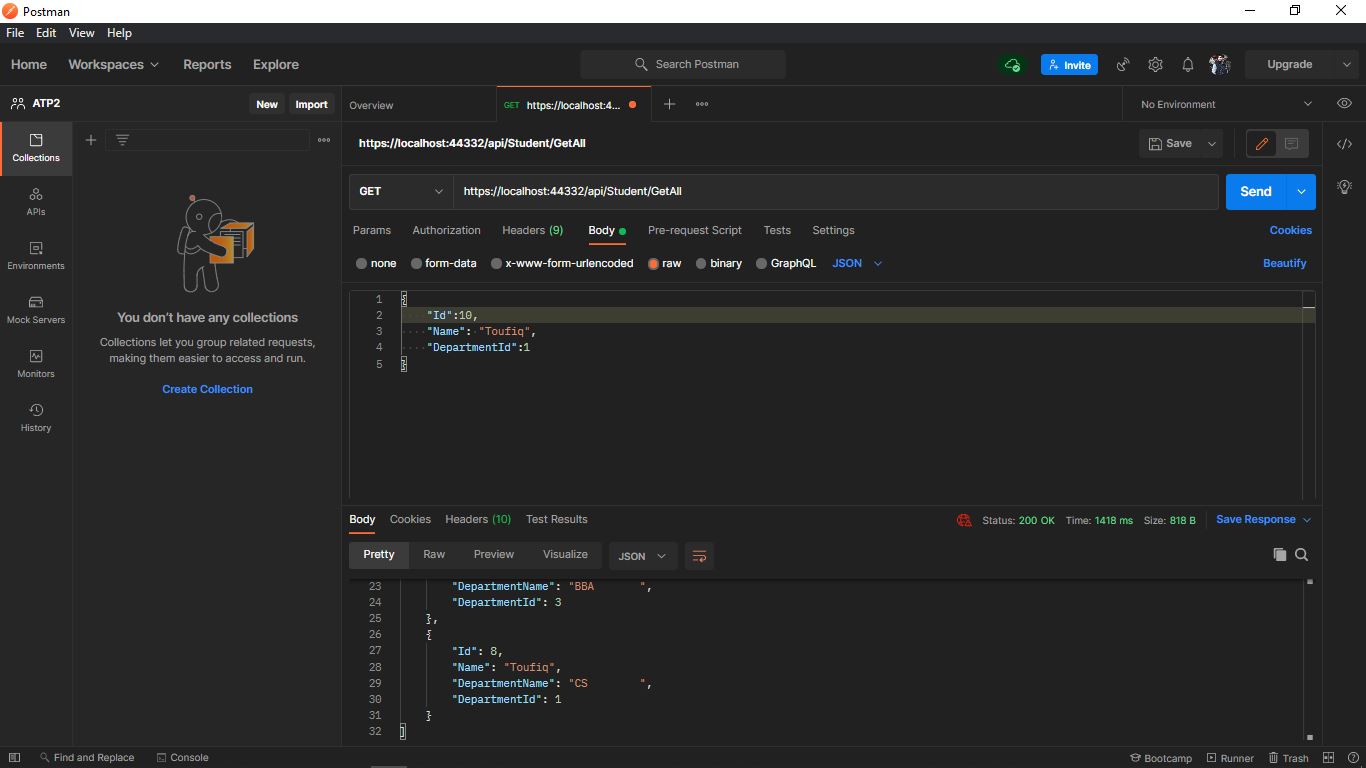 Postman
File Edit View Help
Home Workspaces Reports Explore Search Postman Invite Upgrade
ATP2 New Import Overview GET https://localhost:4... No Environment
Collections
APIs
Environments
Mock Servers
Monitors
History
You don't have any collections
Collections let you group related requests,
making them easier to access and run.
Create Collection
https://localhost:44332/api/Student/GetAll Save
GET https://localhost:44332/api/Student/GetAll Send
Params Authorization Headers (9) Body Pre-request Script Tests Settings Cookies
none form-data x-www-form-urlencoded raw binary GraphQL JSON Beautify
1 {
2 "Id":10,
3 "Name": "Toufiq",
4 "DepartmentId":1
5 }
Body Cookies Headers (10) Test Results Status: 200 OK Time: 1418 ms Size: 818 B Save Response
Pretty Raw Preview Visualize JSON
23 "DepartmentName": "BBA ",
24 "DepartmentId": 3
25 },
26 {
27 "Id": 8,
28 "Name": "Toufiq",
29 "DepartmentName": "CS ",
30 "DepartmentId": 1
31 }
32 ]
Find and Replace Console Bootcamp Runner Trash